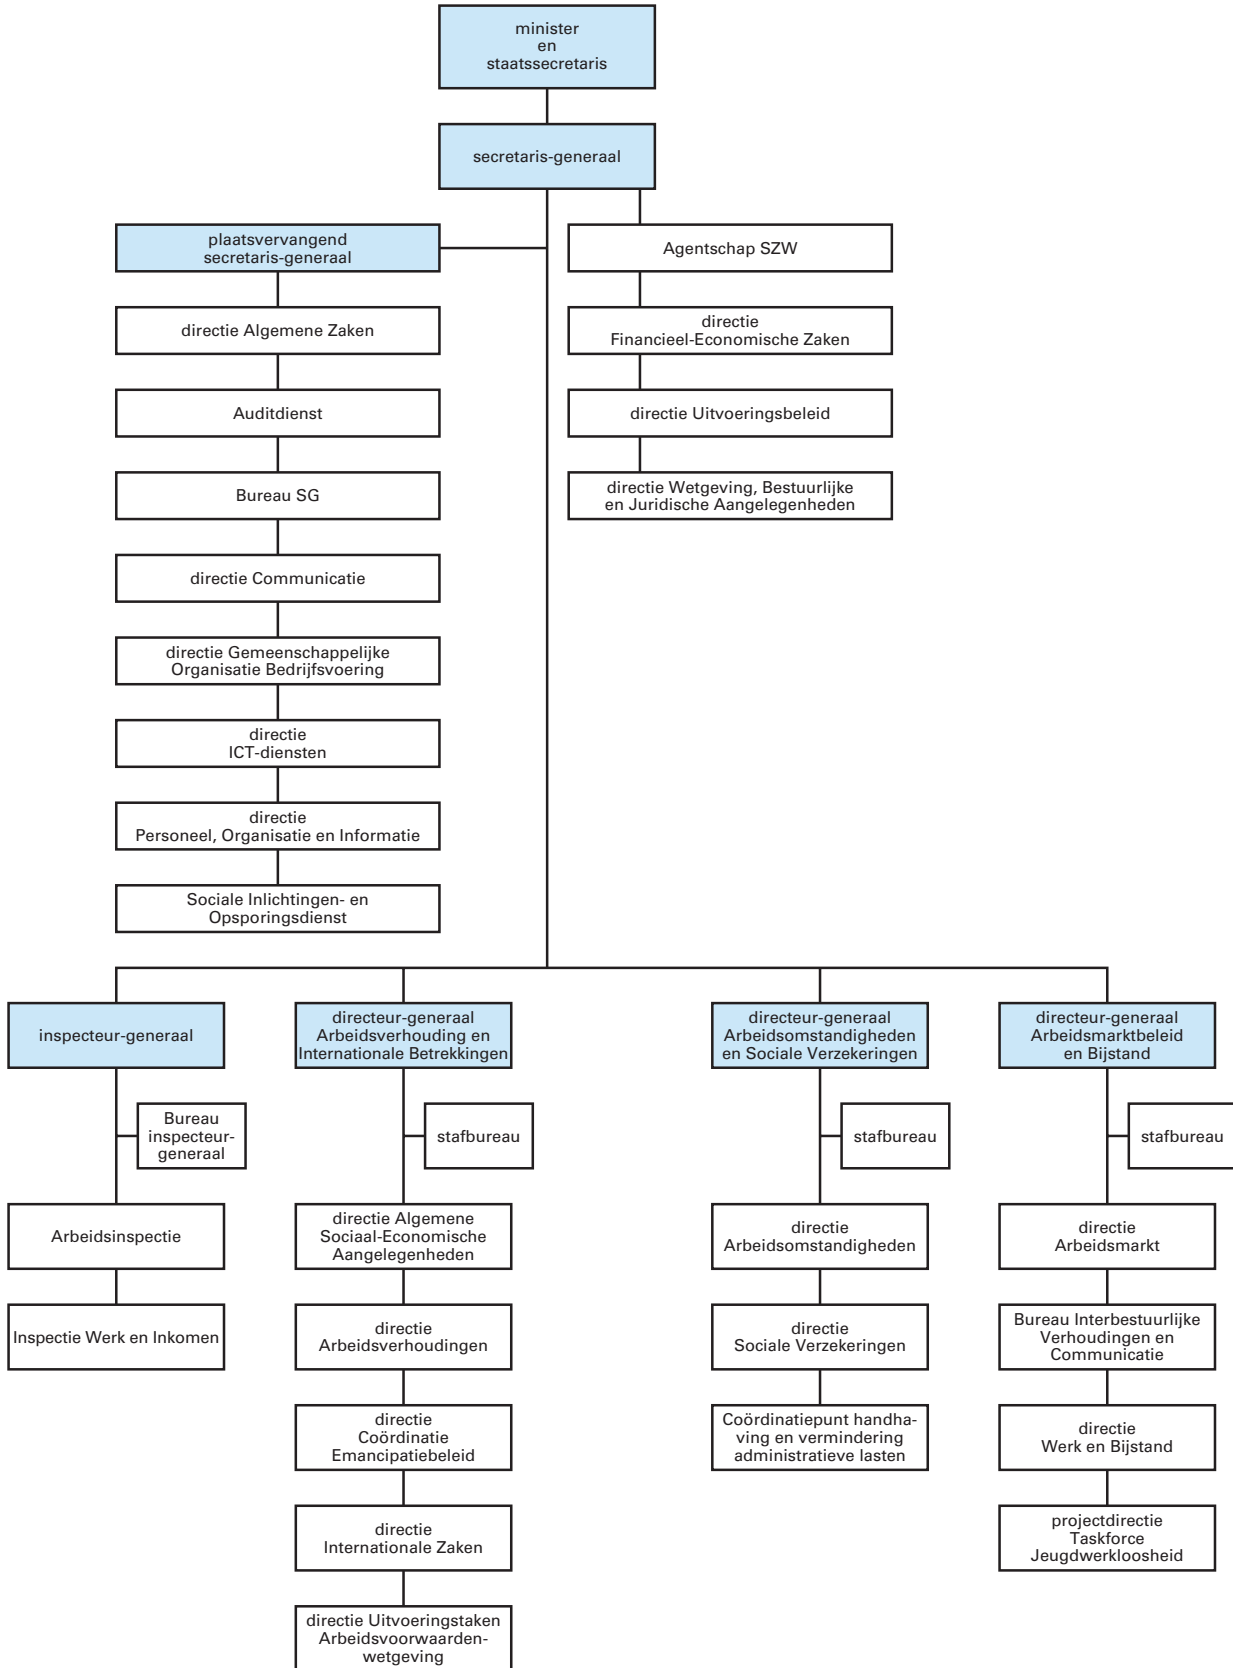 minister
en
staatssecretaris
secretaris-generaal
plaatsvervangend
secretaris-generaal
directie Algemene Zaken
Auditdienst
Bureau SG
directie Communicatie
directie Gemeenschappelijke
Organisatie Bedrijfsvoering
directie
ICT-diensten
directie
Personeel, Organisatie en Informatie
Sociale Inlichtingen- en
Opsporingsdienst
Agentschap SZW
directie
Financieel-Economische Zaken
directie Uitvoeringsbeleid
directie Wetgeving, Bestuurlijke
en Juridische Aangelegenheden
inspecteur-generaal
Bureau
inspecteur-
generaal
Arbeidsinspectie
Inspectie Werk en Inkomen
directeur-generaal
Arbeidsverhouding en
Internationale Betrekkingen
stafbureau
directie Algemene
Sociaal-Economische
Aangelegenheden
directie
Arbeidsverhoudingen
directie
Coördinatie
Emancipatiebeleid
directie
Internationale Zaken
directie Uitvoeringstaken
Arbeidsvoorwaarden-
wetgeving
directeur-generaal
Arbeidsomstandigheden
en Sociale Verzekeringen
stafbureau
directie
Arbeidsomstandigheden
directie
Sociale Verzekeringen
Coördinatiepunt handha-
ving en vermindering
administratieve lasten
directeur-generaal
Arbeidsmarktbeleid
en Bijstand
stafbureau
directie
Arbeidsmarkt
Bureau Interbestuurlijke
Verhoudingen en
Communicatie
directie
Werk en Bijstand
projectdirectie
Taskforce
Jeugdwerkloosheid